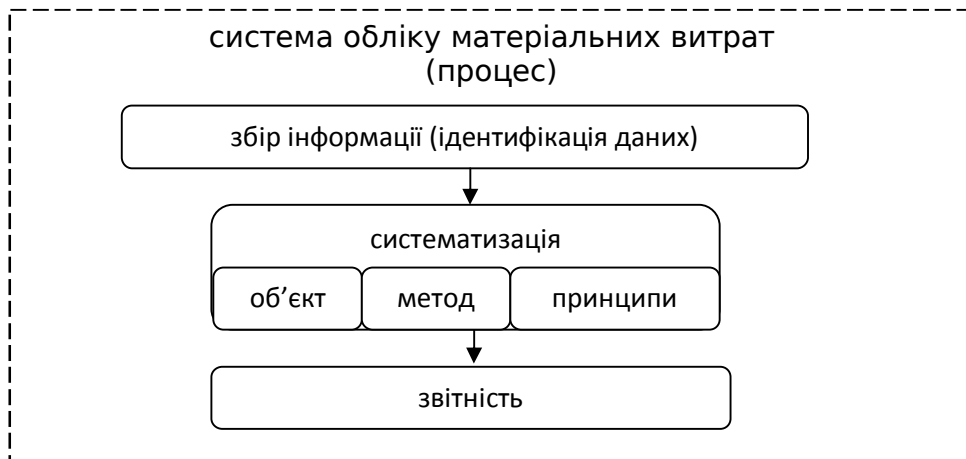 система обліку матеріальних витрат
(процес)
збір інформації (ідентифікація даних)
систематизація
об’єкт метод принципи
звітність